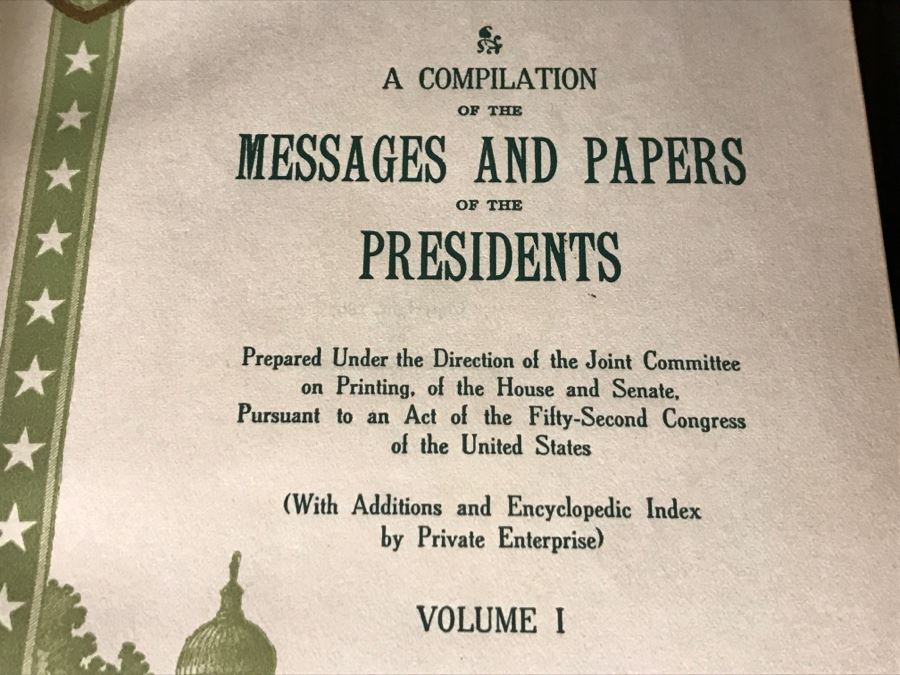 A COMPILATION
OF THE
MESSAGES AND PAPERS
OF THE
PRESIDENTS
Prepared Under the Direction of the Joint Committee
on Printing, of the House and Senate,
Pursuant to an Act of the Fifty-Second Congress
of the United States
(With Additions and Encyclopedic Index
by Private Enterprise)
VOLUME I